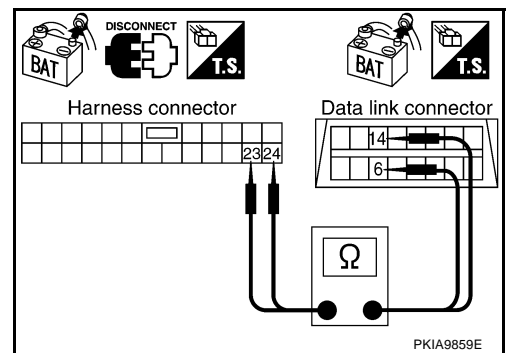 DISCONNECT
BAT
T.S.
BAT
T.S.
Harness connector
Data link connector
14
23 24
6
Ω
PKIA9859E